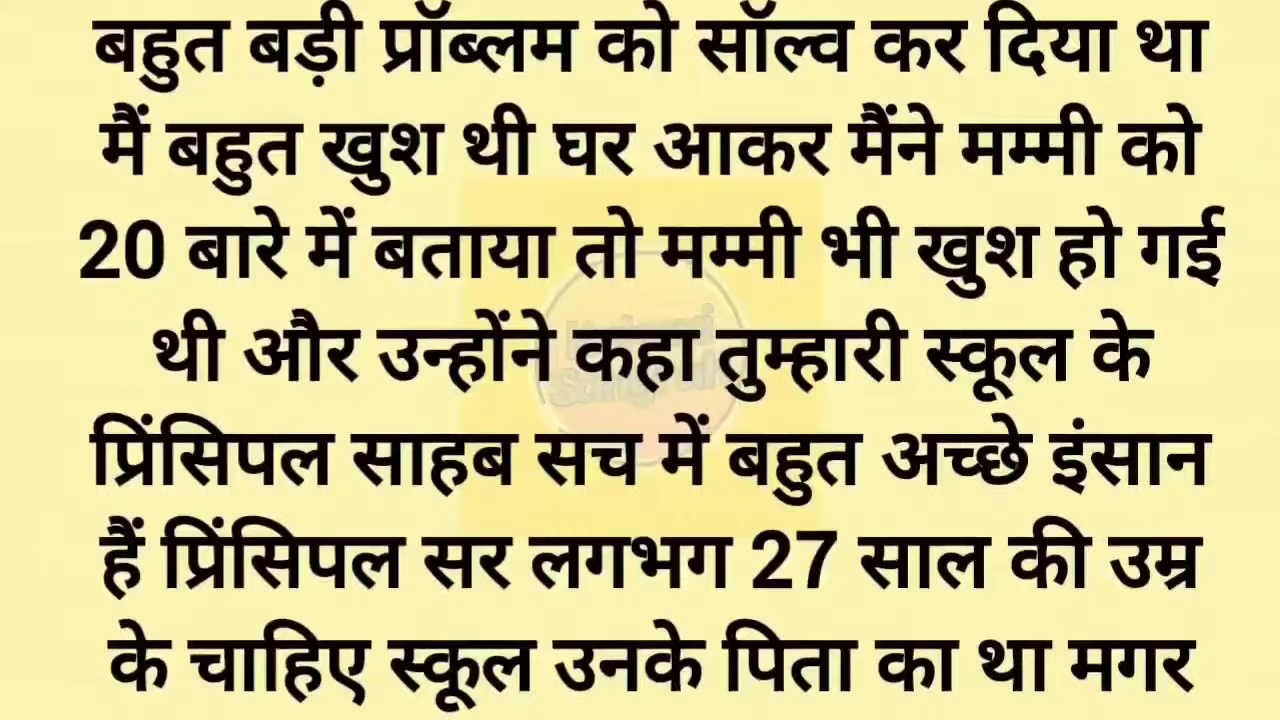 बहुत बड़ी प्रॉब्लम को सॉल्व कर दिया था
मैं बहुत खुश थी घर आकर मैंने मम्मी को
20 बारे में बताया तो मम्मी भी खुश हो गई
थी और उन्होंने कहा तुम्हारी स्कूल के
प्रिंसिपल साहब सच में बहुत अच्छे इंसान
हैं प्रिंसिपल सर लगभग 27 साल की उम्र
के चाहिए स्कूल उनके पिता का था मगर